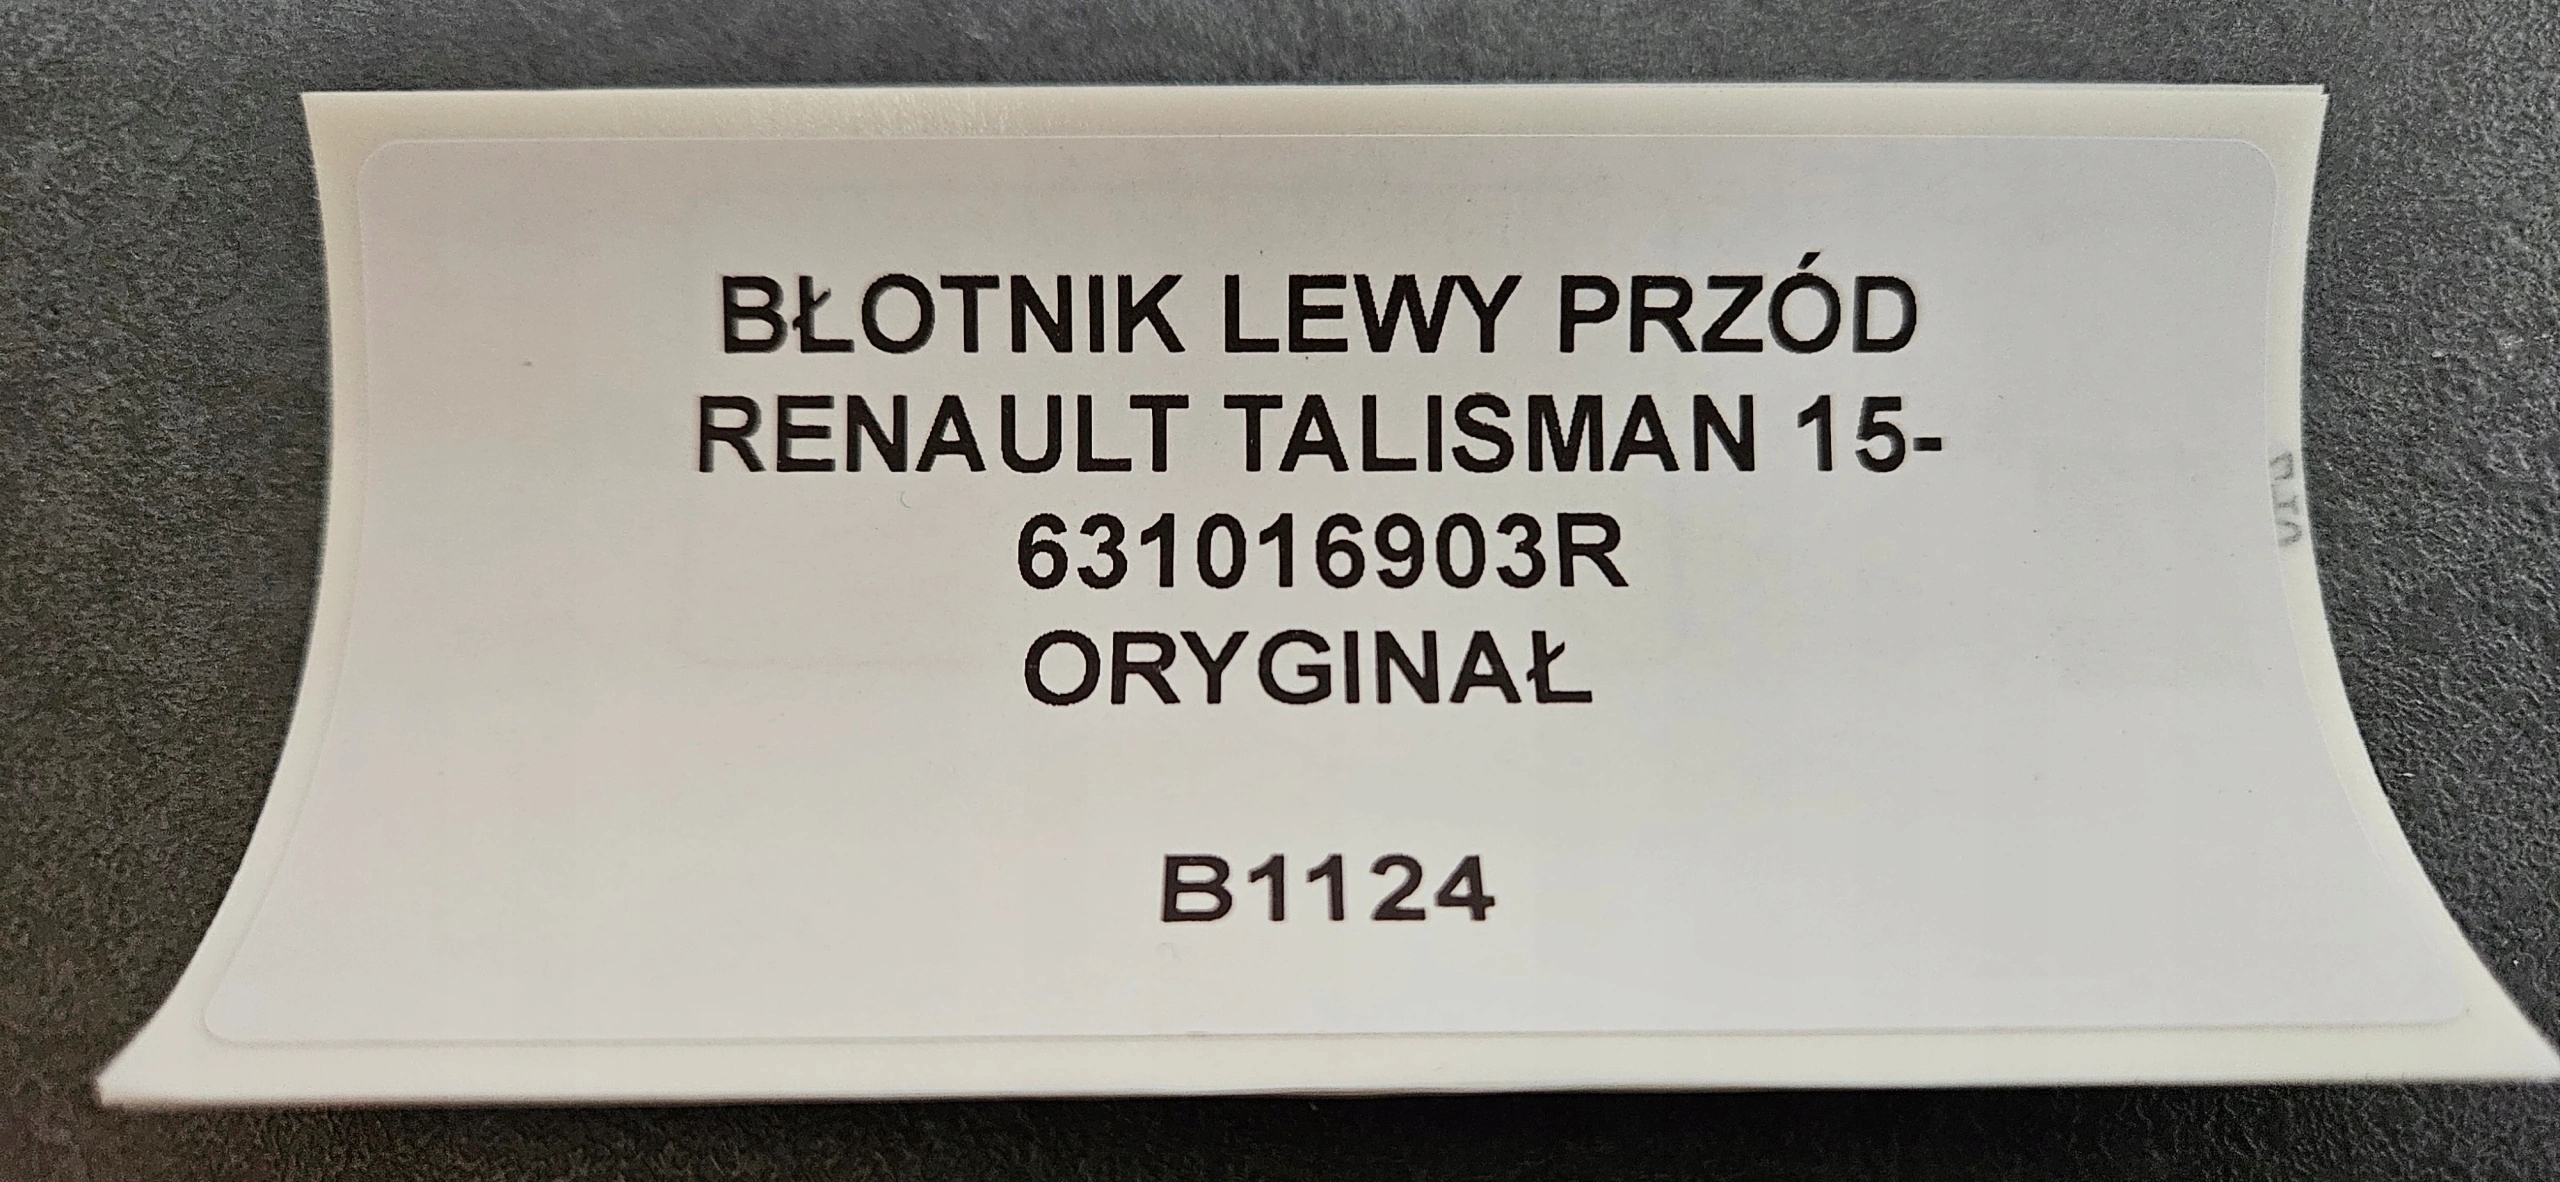 BŁOTNIK LEWY PRZÓD
RENAULT TALISMAN 15-
631016903R
ORYGINAŁ
B1124